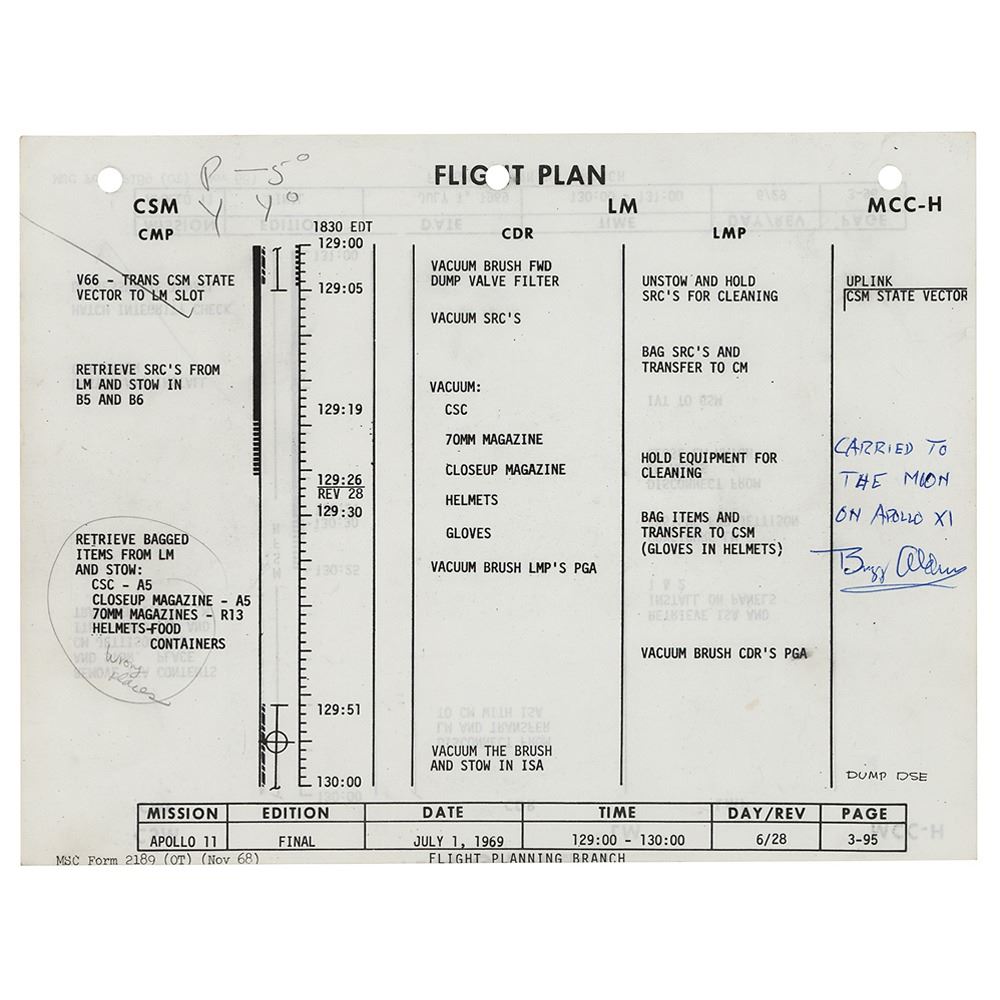 P -5°
Y Y°
FLIGHT PLAN
CSM
LM
MCC-H
CMP
CDR
LMP
1830 EDT
129:00
129:05
129:19
129:26
REV 28
129:30
129:51
130:00
V66 - TRANS CSM STATE
VECTOR TO LM SLOT
RETRIEVE SRC'S FROM
LM AND STOW IN
B5 AND B6
RETRIEVE BAGGED
ITEMS FROM LM
AND STOW:
CSC - A5
CLOSEUP MAGAZINE - A5
70MM MAGAZINES - R13
HELMETS-FOOD
CONTAINERS
wrong
places
VACUUM BRUSH FWD
DUMP VALVE FILTER
VACUUM SRC'S
VACUUM:
CSC
70MM MAGAZINE
CLOSEUP MAGAZINE
HELMETS
GLOVES
VACUUM BRUSH LMP'S PGA
VACUUM THE BRUSH
AND STOW IN ISA
UNSTOW AND HOLD
SRC'S FOR CLEANING
BAG SRC'S AND
TRANSFER TO CM
HOLD EQUIPMENT FOR
CLEANING
BAG ITEMS AND
TRANSFER TO CSM
(GLOVES IN HELMETS)
VACUUM BRUSH CDR'S PGA
UPLINK
CSM STATE VECTOR
CARRIED TO
THE MOON
ON APOLLO XI
Buzz Aldrin
DUMP DSE
MISSION EDITION DATE TIME DAY/REV PAGE
APOLLO 11 FINAL JULY 1, 1969 129:00 - 130:00 6/28 3-95
MSC Form 2189 (OT) (Nov 68) FLIGHT PLANNING BRANCH